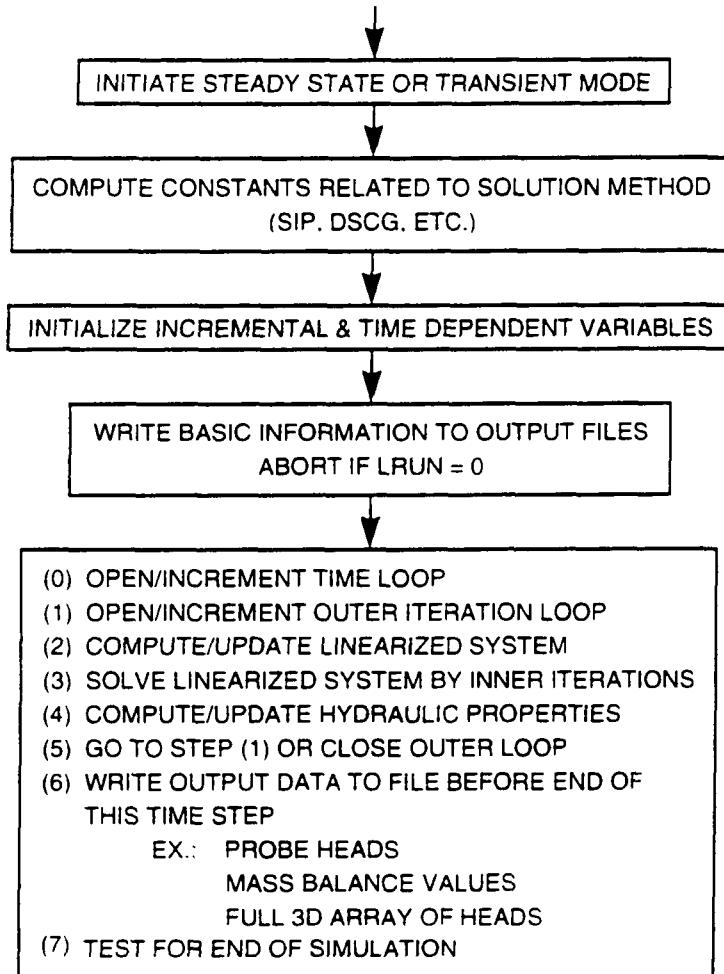 INITIATE STEADY STATE OR TRANSIENT MODE
COMPUTE CONSTANTS RELATED TO SOLUTION METHOD
(SIP, DSCG, ETC.)
INITIALIZE INCREMENTAL & TIME DEPENDENT VARIABLES
WRITE BASIC INFORMATION TO OUTPUT FILES
ABORT IF LRUN = 0
(0) OPEN/INCREMENT TIME LOOP
(1) OPEN/INCREMENT OUTER ITERATION LOOP
(2) COMPUTE/UPDATE LINEARIZED SYSTEM
(3) SOLVE LINEARIZED SYSTEM BY INNER ITERATIONS
(4) COMPUTE/UPDATE HYDRAULIC PROPERTIES
(5) GO TO STEP (1) OR CLOSE OUTER LOOP
(6) WRITE OUTPUT DATA TO FILE BEFORE END OF
THIS TIME STEP
EX.: PROBE HEADS
MASS BALANCE VALUES
FULL 3D ARRAY OF HEADS
(7) TEST FOR END OF SIMULATION